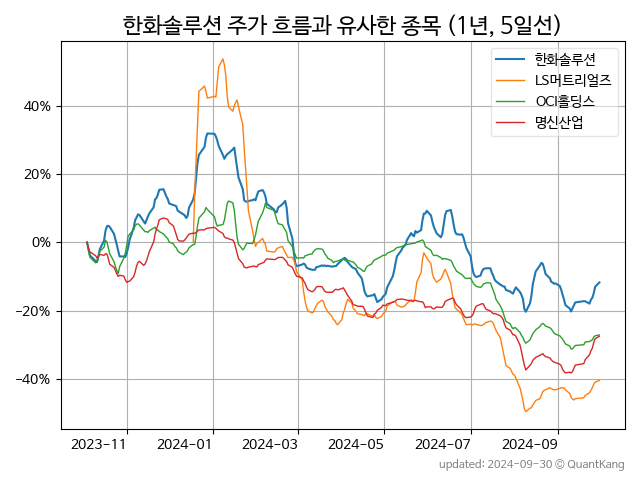 한화솔루션 주가 흐름과 유사한 종목 (1년, 5일선)
한화솔루션
LS머트리얼즈
OCI홀딩스
명신산업
40%
20%
0%
−20%
−40%
2023-11 2024-01 2024-03 2024-05 2024-07 2024-09
updated: 2024-09-30 © QuantKang